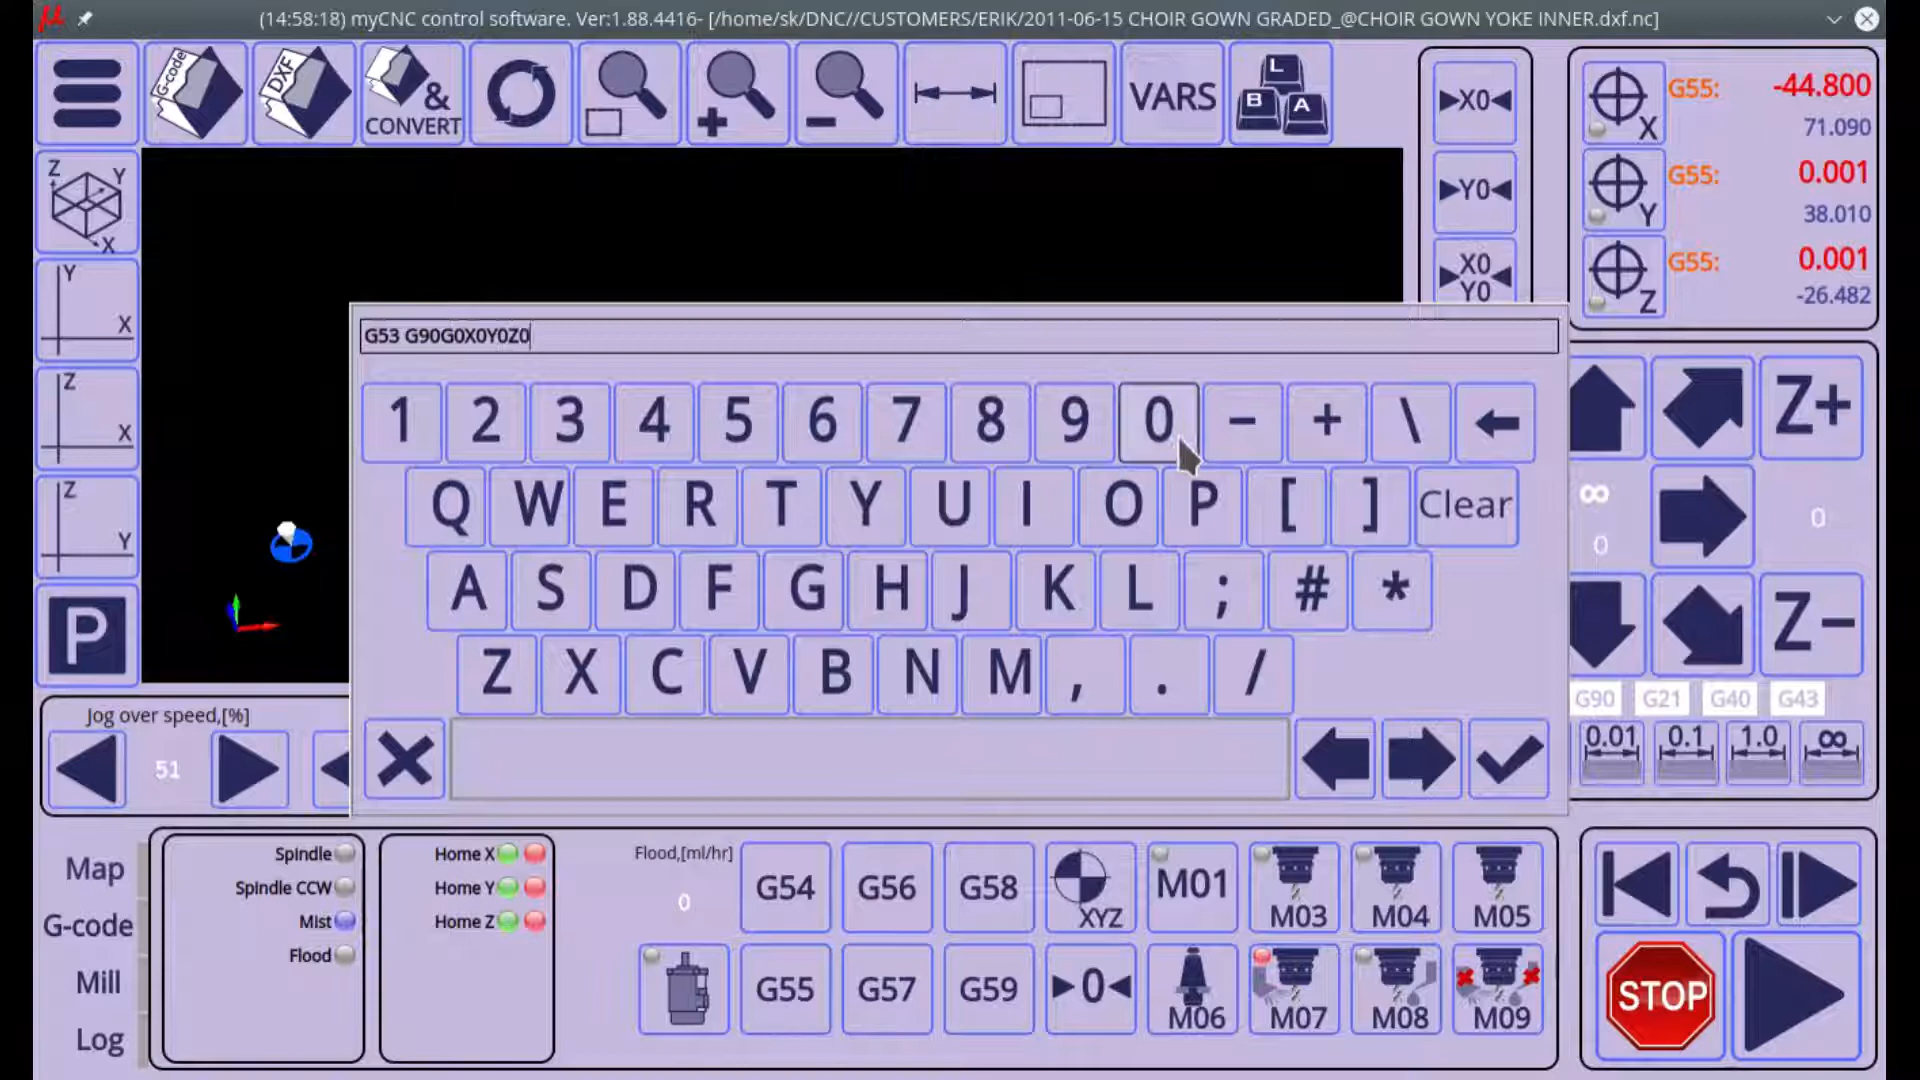 (14:58:18) myCNC control software. Ver:1.88.4416- [/home/sk/DNC//CUSTOMERS/ERIK/2011-06-15 CHOIR GOWN GRADED_@CHOIR GOWN YOKE INNER.dxf.nc]
G-code
DXF
& CONVERT
VARS
L
B A
X0
Y0
X0
Y0
X
G55: -44.800
71.090
Y
G55: 0.001
38.010
Z
G55: 0.001
-26.482
Z Y
X
Y
X
Z
X
Z
Y
P
G53 G90G0X0Y0Z0
1 2 3 4 5 6 7 8 9 0 - + \
Q W E R T Y U I O P [ ] Clear
A S D F G H J K L ; # *
Z X C V B N M , . /
Z+
∞
0
0
Z-
G90 G21 G40 G43
0.01 0.1 1.0 ∞
Jog over speed,[%]
51
Map
G-code
Mill
Log
Spindle
Spindle CCW
Mist
Flood
Home X
Home Y
Home Z
Flood,[ml/hr]
0
G54 G56 G58 XYZ M01 M03 M04 M05
G55 G57 G59 0 M06 M07 M08 M09
STOP